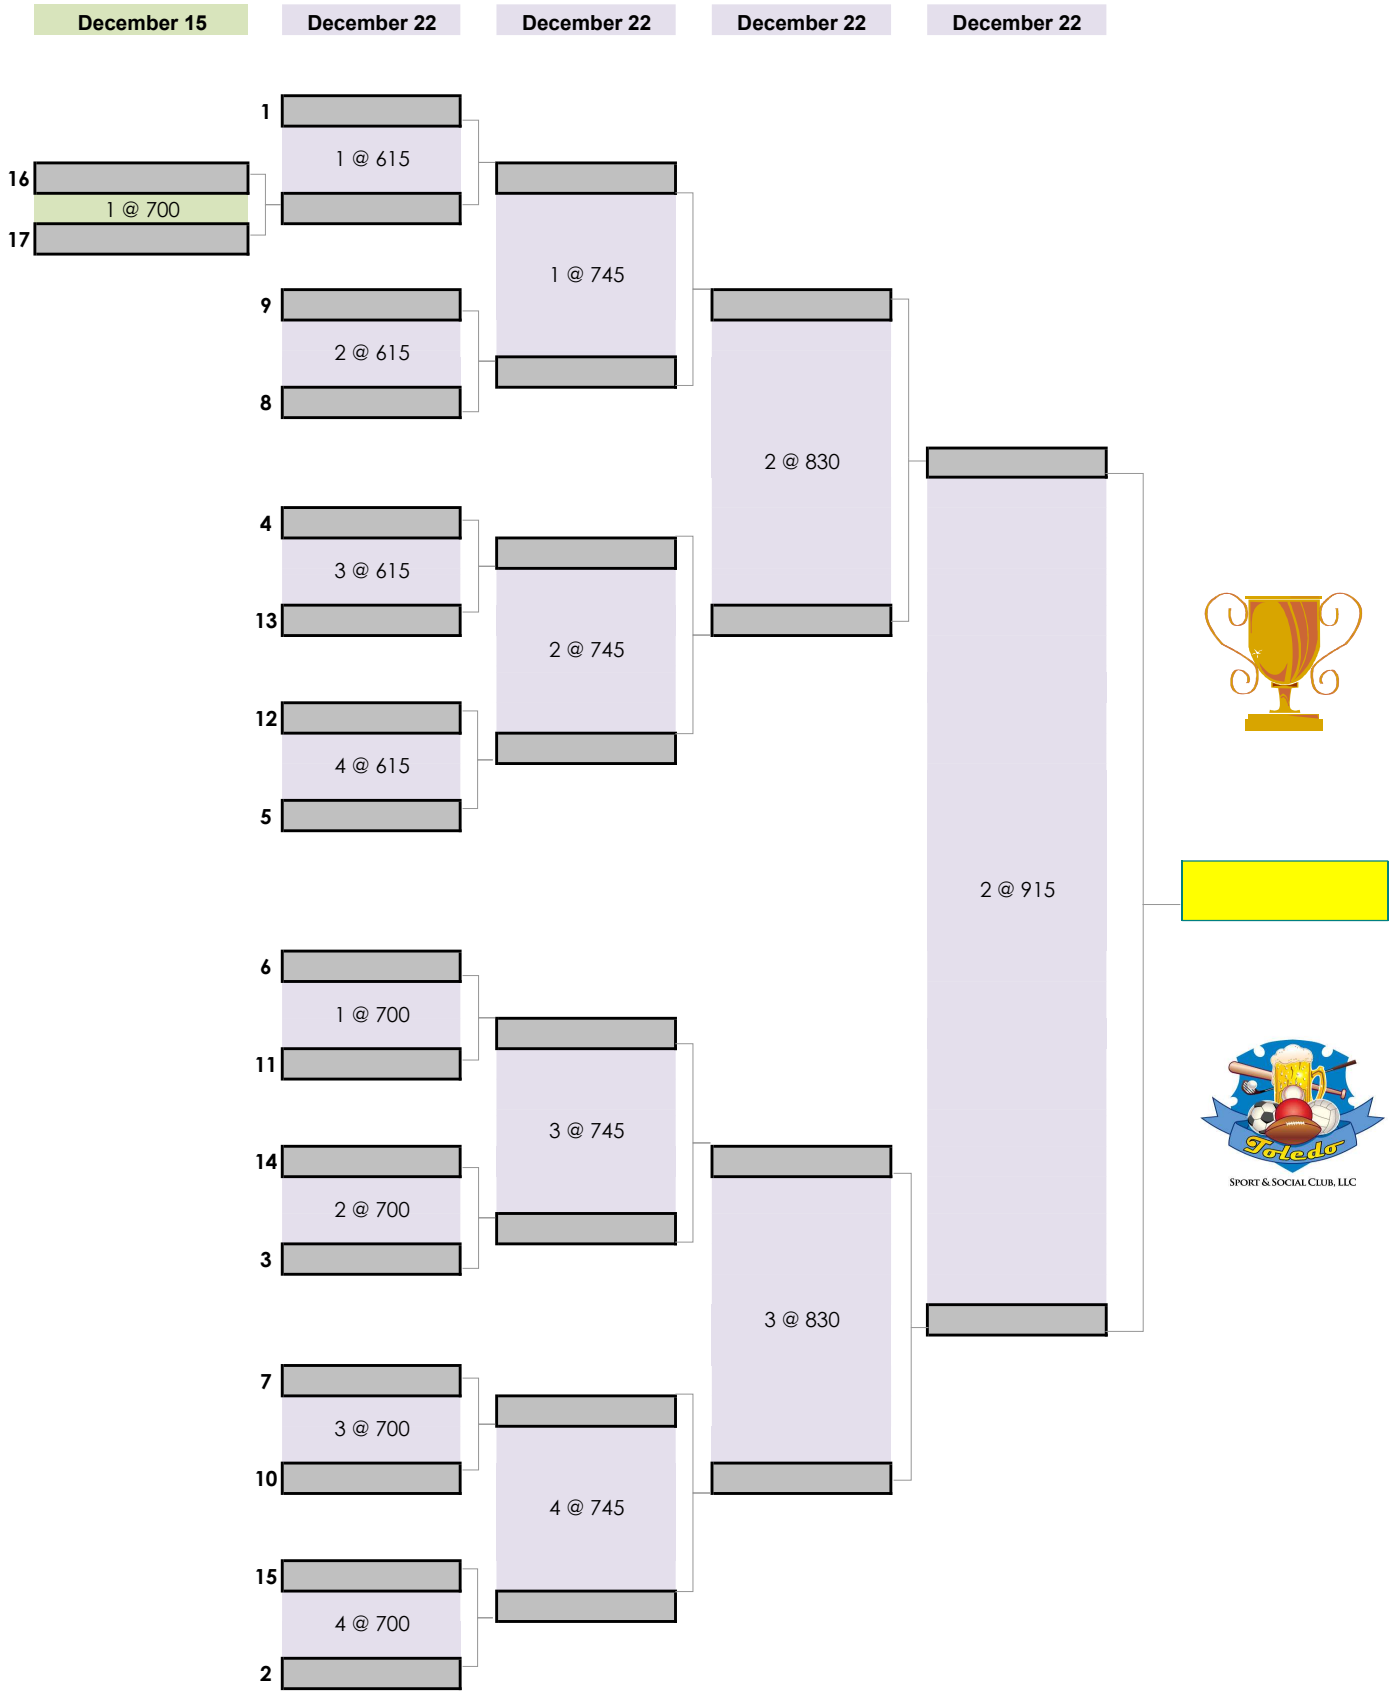 December 15 December 22 December 22 December 22 December 22
1
1 @ 615
16
1 @ 700
17
1 @ 745
9
2 @ 615
8
2 @ 830
4
3 @ 615
13
2 @ 745
12
4 @ 615
5
2 @ 915
6
1 @ 700
11
3 @ 745
14
2 @ 700
3
3 @ 830
7
3 @ 700
10
4 @ 745
15
4 @ 700
2
Toledo
SPORT & SOCIAL CLUB, LLC